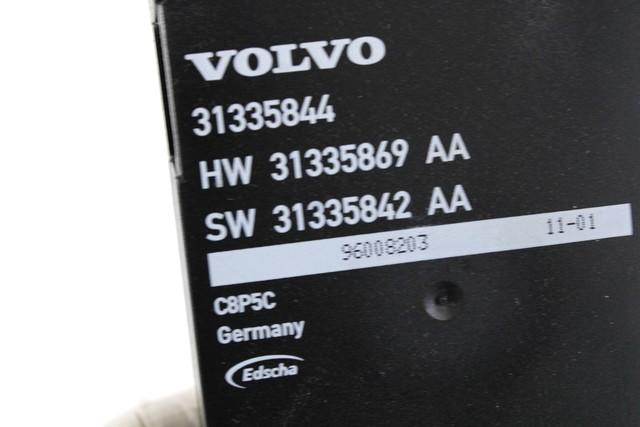 VOLVO
31335844
HW 31335869 AA
SW 31335842 AA
96008203 11-01
C8P5C
Germany
Edscha